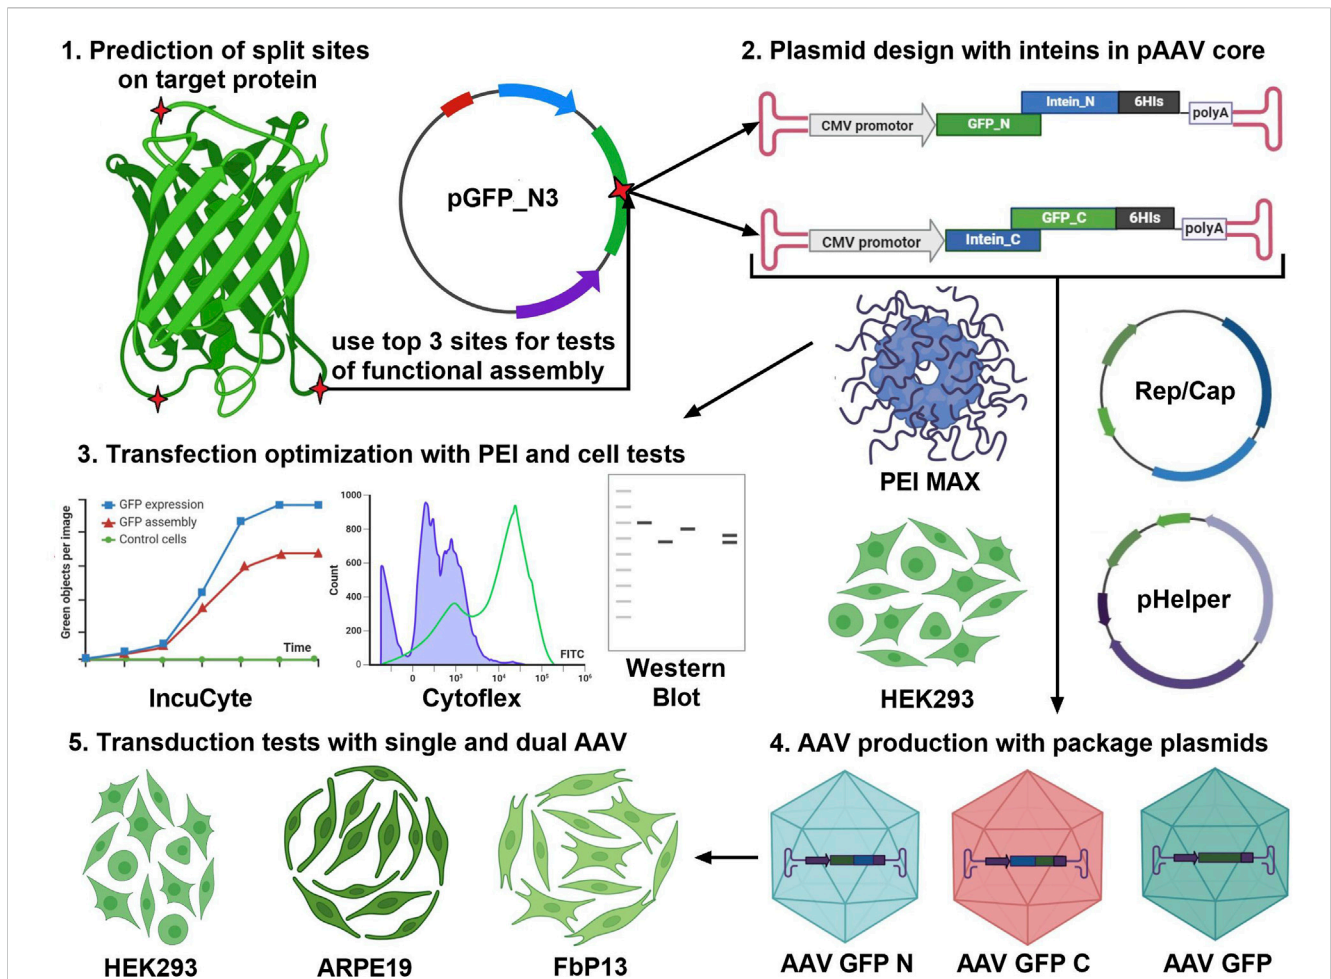 1. Prediction of split sites
on target protein
pGFP_N3
use top 3 sites for tests
of functional assembly
2. Plasmid design with inteins in pAAV core
CMV promotor
GFP_N
Intein_N
6HIs
polyA
CMV promotor
Intein_C
GFP_C
6HIs
polyA
PEI MAX
HEK293
Rep/Cap
pHelper
3. Transfection optimization with PEI and cell tests
Green objects per image
GFP expression
GFP assembly
Control cells
Time
IncuCyte
Count
1000
800
600
400
200
0
0
10³
10⁴
10⁵
10⁶
FITC
Cytoflex
Western
Blot
4. AAV production with package plasmids
AAV GFP N
AAV GFP C
AAV GFP
5. Transduction tests with single and dual AAV
HEK293
ARPE19
FbP13